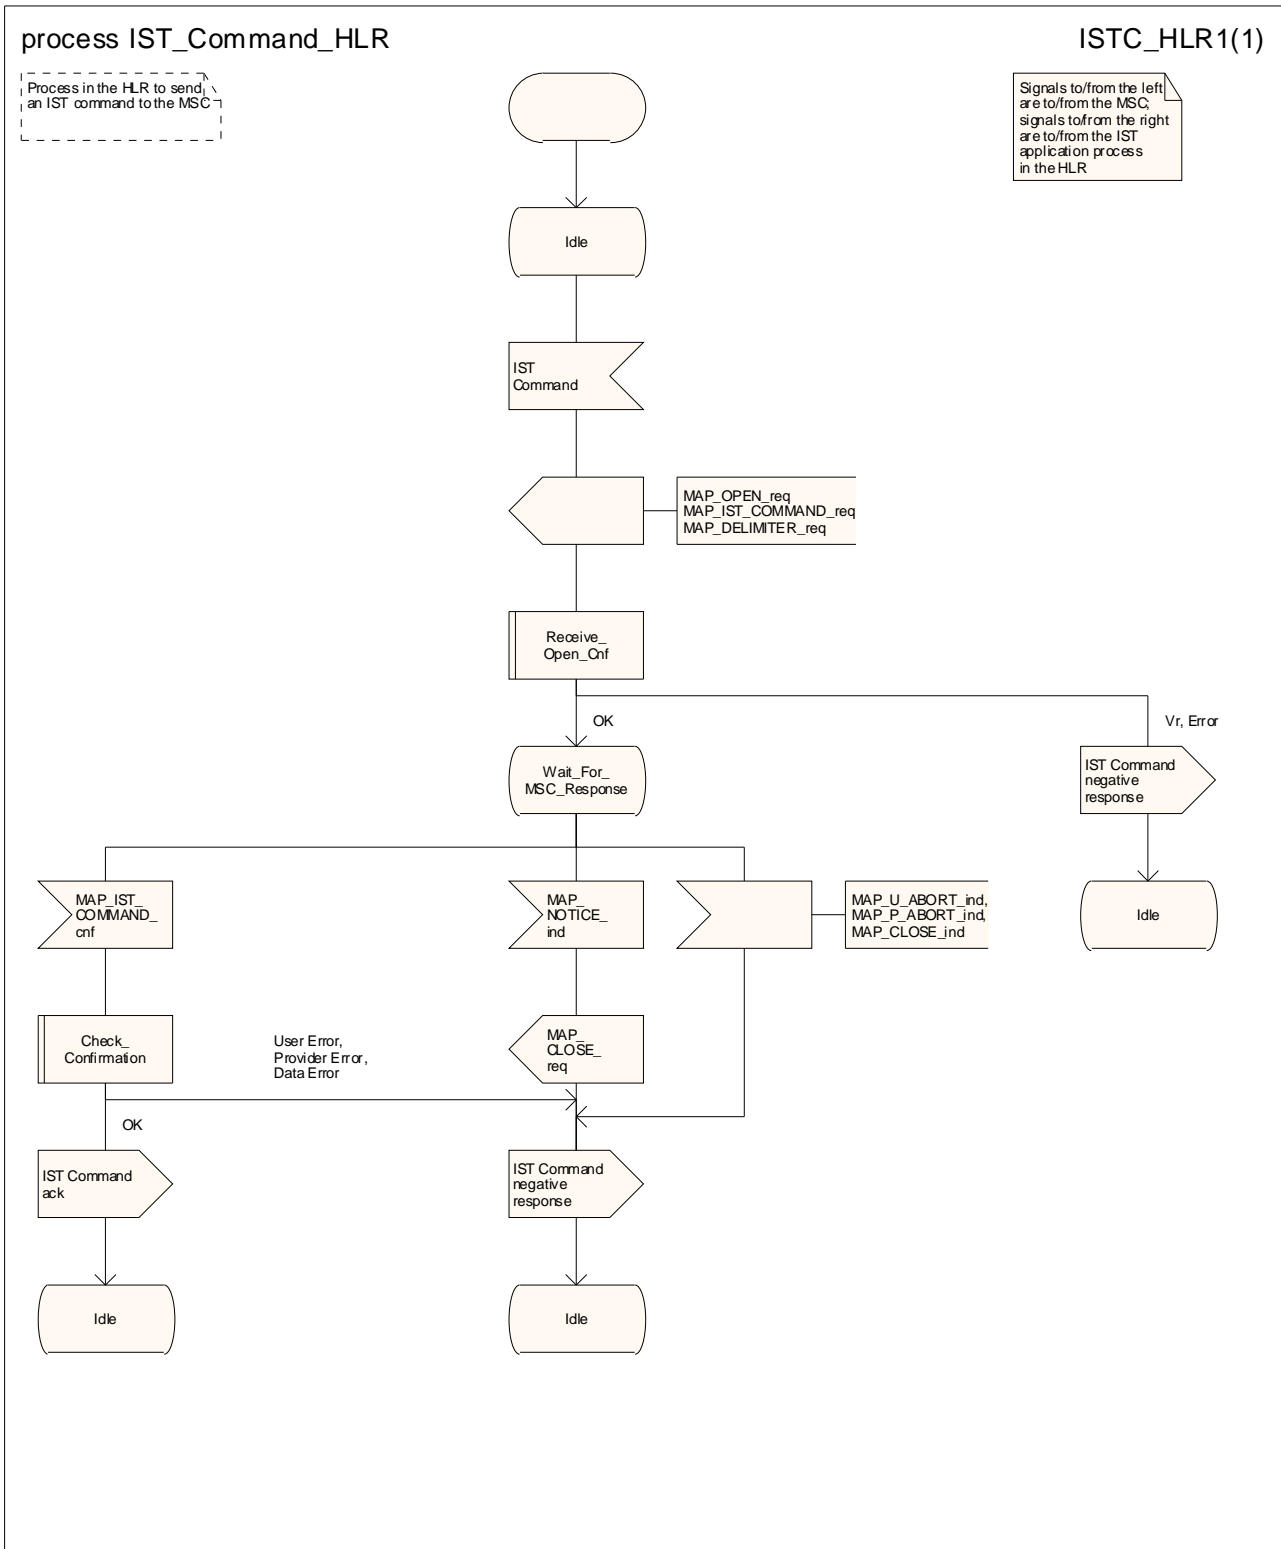 process IST_Command_HLR
ISTC_HLR1(1)
Process in the HLR to send
an IST command to the MSC
Signals to/from the left
are to/from the MSC;
signals to/from the right
are to/from the IST
application process
in the HLR
Idle
IST
Command
MAP_OPEN_req
MAP_IST_COMMAND_req
MAP_DELIMITER_req
Receive_
Open_Cnf
OK
Vr, Error
Wait_For_
MSC_Response
IST Command
negative
response
MAP_IST_
COMMAND_
cnf
MAP_
NOTICE_
ind
MAP_U_ABORT_ind,
MAP_P_ABORT_ind,
MAP_CLOSE_ind
Idle
Check_
Confirmation
User Error,
Provider Error,
Data Error
MAP_
CLOSE_
req
OK
IST Command
ack
IST Command
negative
response
Idle
Idle